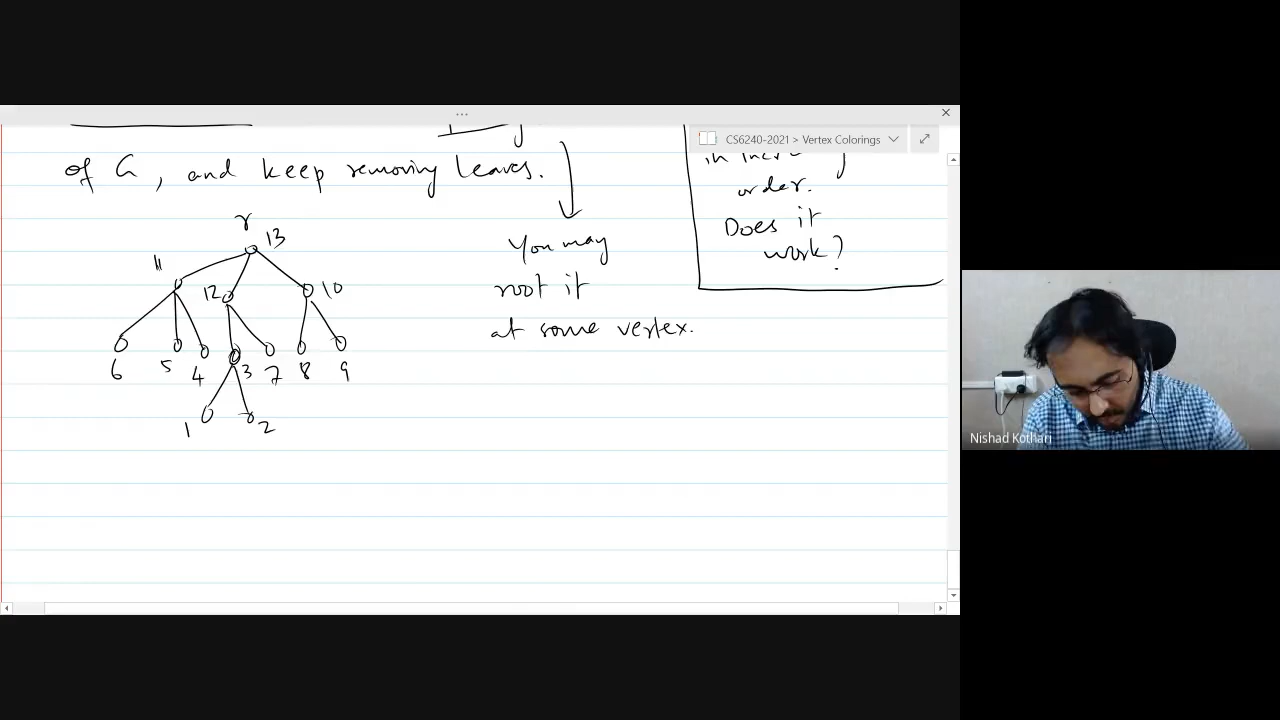 CS6240-2021 > Vertex Colorings
of G, and keep removing leaves.
order.
Does it
work?
You may
root it
at some vertex.
r
13
11
12
10
6
5
4
3
7
8
9
1
2
Nishad Kothari